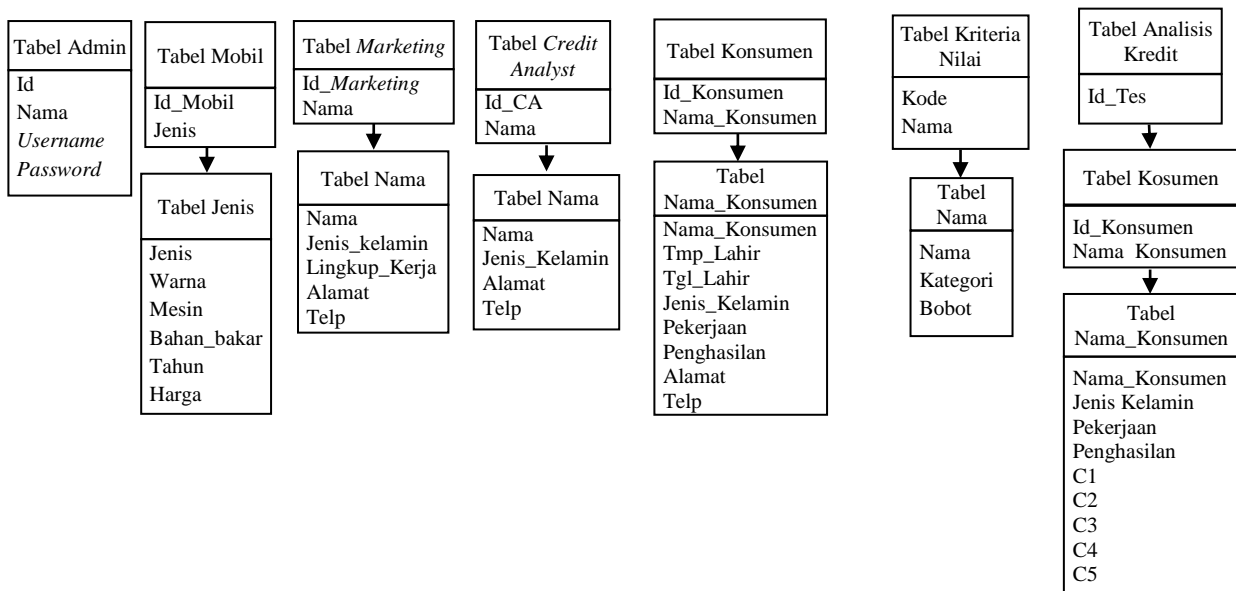 Tabel Admin
Id
Nama
Username
Password
Tabel Mobil
Id_Mobil
Jenis
Tabel Jenis
Jenis
Warna
Mesin
Bahan_bakar
Tahun
Harga
Tabel Marketing
Id_Marketing
Nama
Tabel Nama
Nama
Jenis_kelamin
Lingkup_Kerja
Alamat
Telp
Tabel Credit
Analyst
Id_CA
Nama
Tabel Nama
Nama
Jenis_Kelamin
Alamat
Telp
Tabel Konsumen
Id_Konsumen
Nama_Konsumen
Tabel
Nama_Konsumen
Nama_Konsumen
Tmp_Lahir
Tgl_Lahir
Jenis_Kelamin
Pekerjaan
Penghasilan
Alamat
Telp
Tabel Kriteria
Nilai
Kode
Nama
Tabel
Nama
Nama
Kategori
Bobot
Tabel Analisis
Kredit
Id_Tes
Tabel Kosumen
Id_Konsumen
Nama_Konsumen
Tabel
Nama_Konsumen
Nama_Konsumen
Jenis Kelamin
Pekerjaan
Penghasilan
C1
C2
C3
C4
C5